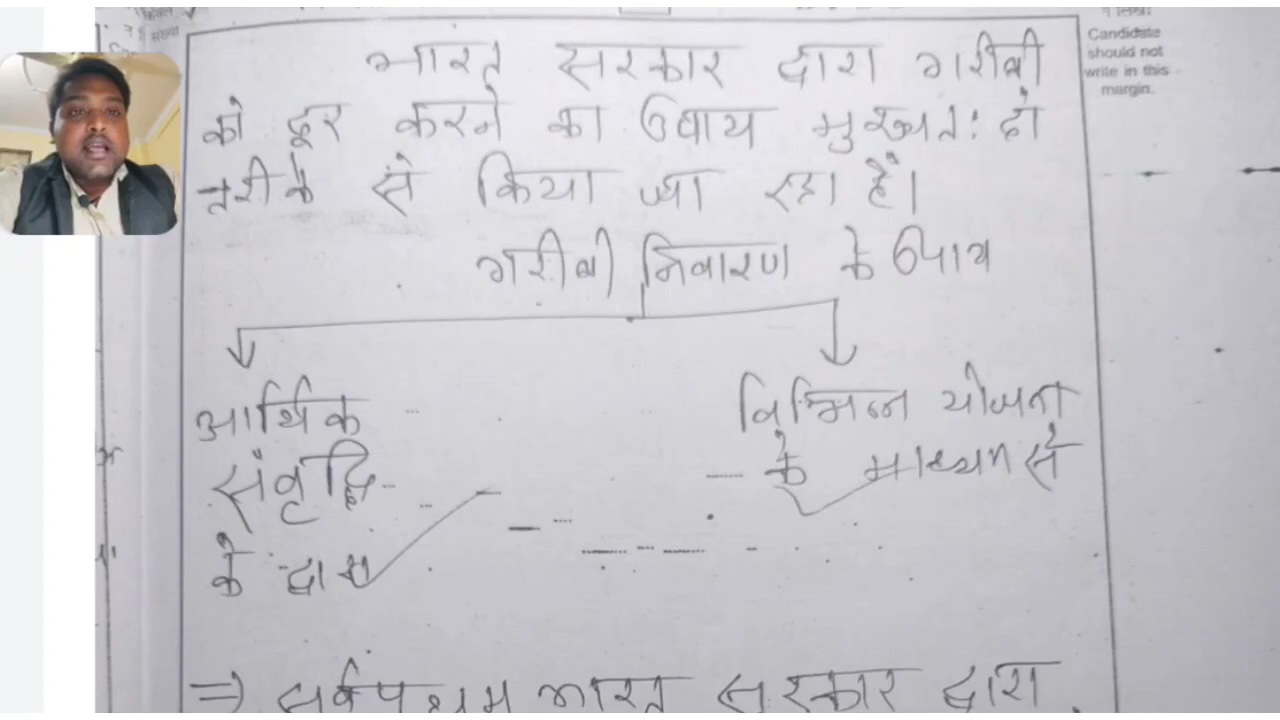 न लिखें
संख्या
Candidate
should not
write in this
margin.
भारत सरकार द्वारा गरीबी
को दूर करने का उपाय मुख्यतः दो
तरीके से किया जा रहा हैं।
गरीबी निवारण के उपाय
आर्थिक
संवृद्धि
के द्वारा
विभिन्न योजना
के माध्यम से
⇒ सर्वप्रथम भारत सरकार द्वारा